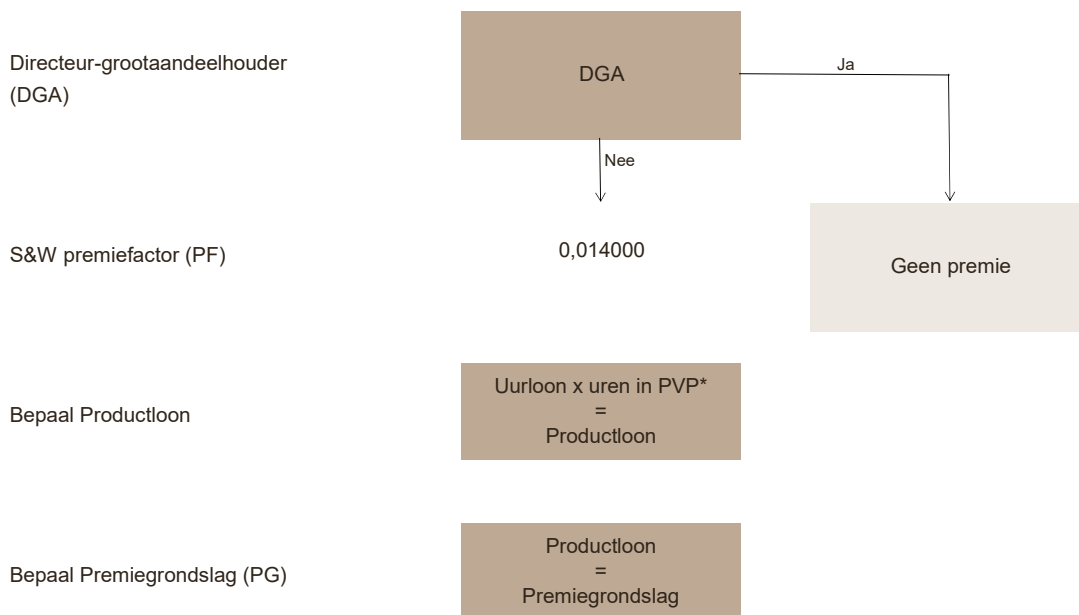 Directeur-grootaandeelhouder
(DGA)
DGA
Ja
Nee
S&W premiefactor (PF)
0,014000
Geen premie
Bepaal Productloon
Uurloon x uren in PVP*
=
Productloon
Bepaal Premiegrondslag (PG)
Productloon
=
Premiegrondslag